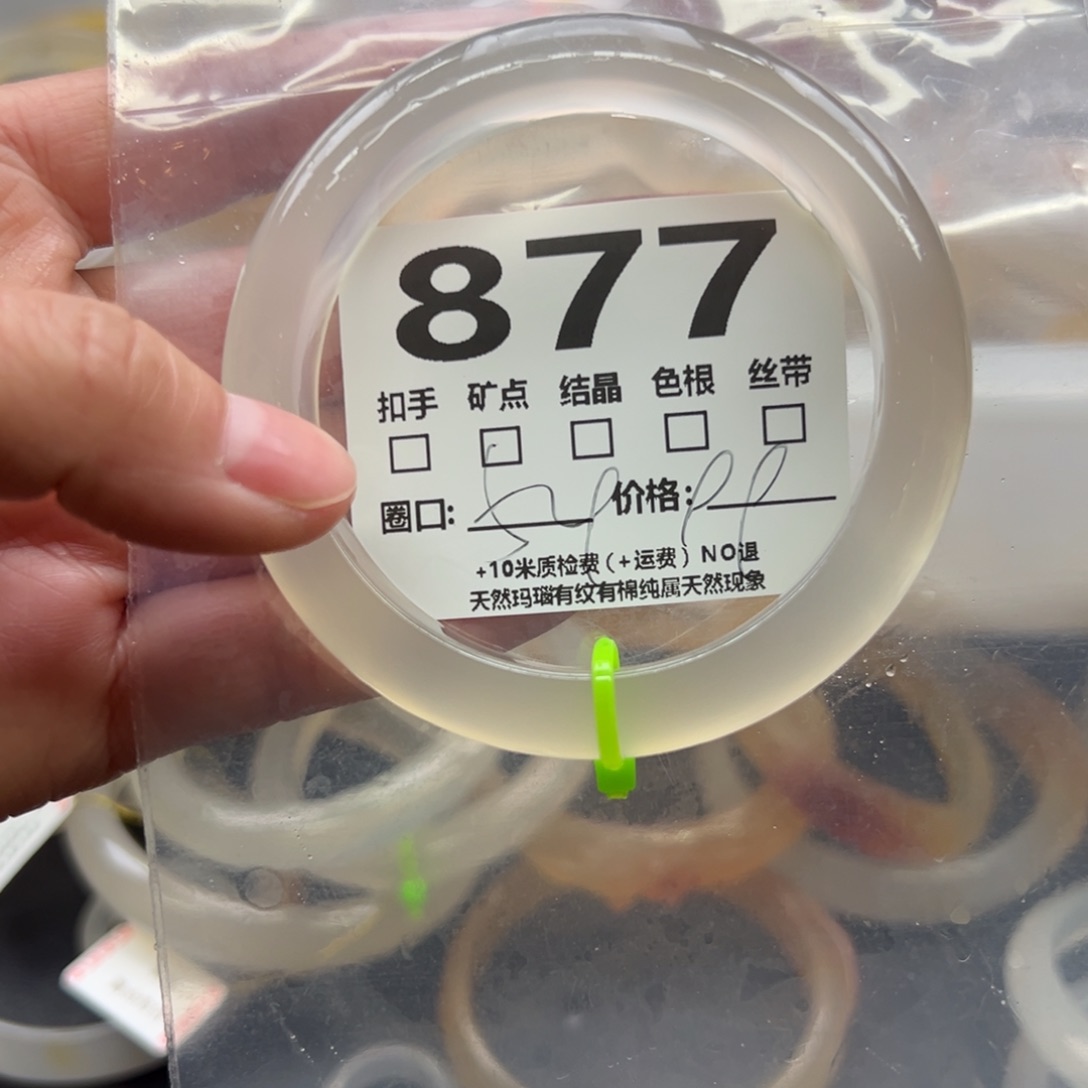 877
扣手 矿点 结晶 色根 丝带
圈口: 价格:
+10米质检费(+运费)NO退
天然玛瑙有纹有棉纯属天然现象